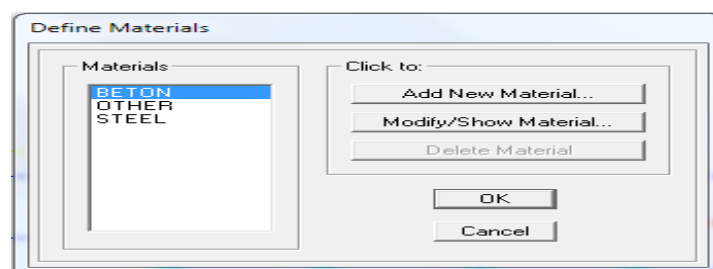 Define Materials
Materials
BETON
OTHER
STEEL
Click to:
Add New Material...
Modify/Show Material...
Delete Material
OK
Cancel